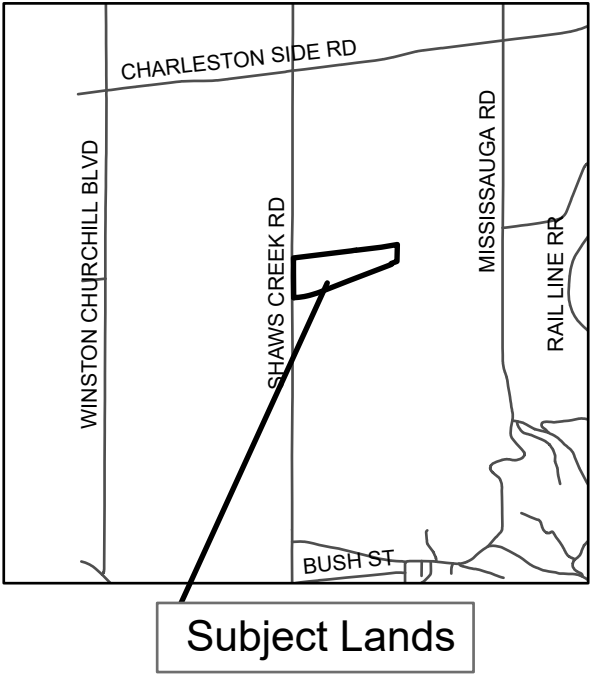 CHARLESTON SIDE RD
WINSTON CHURCHILL BLVD
SHAWS CREEK RD
MISSISSAUGA RD
RAIL LINE RR
BUSH ST
Subject Lands